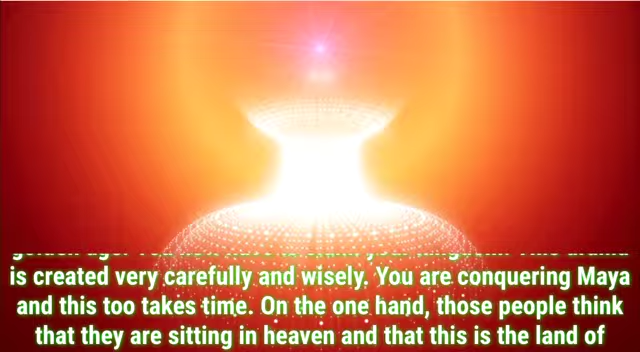 is created very carefully and wisely. You are conquering Maya
and this too takes time. On the one hand, those people think
that they are sitting in heaven and that this is the land of